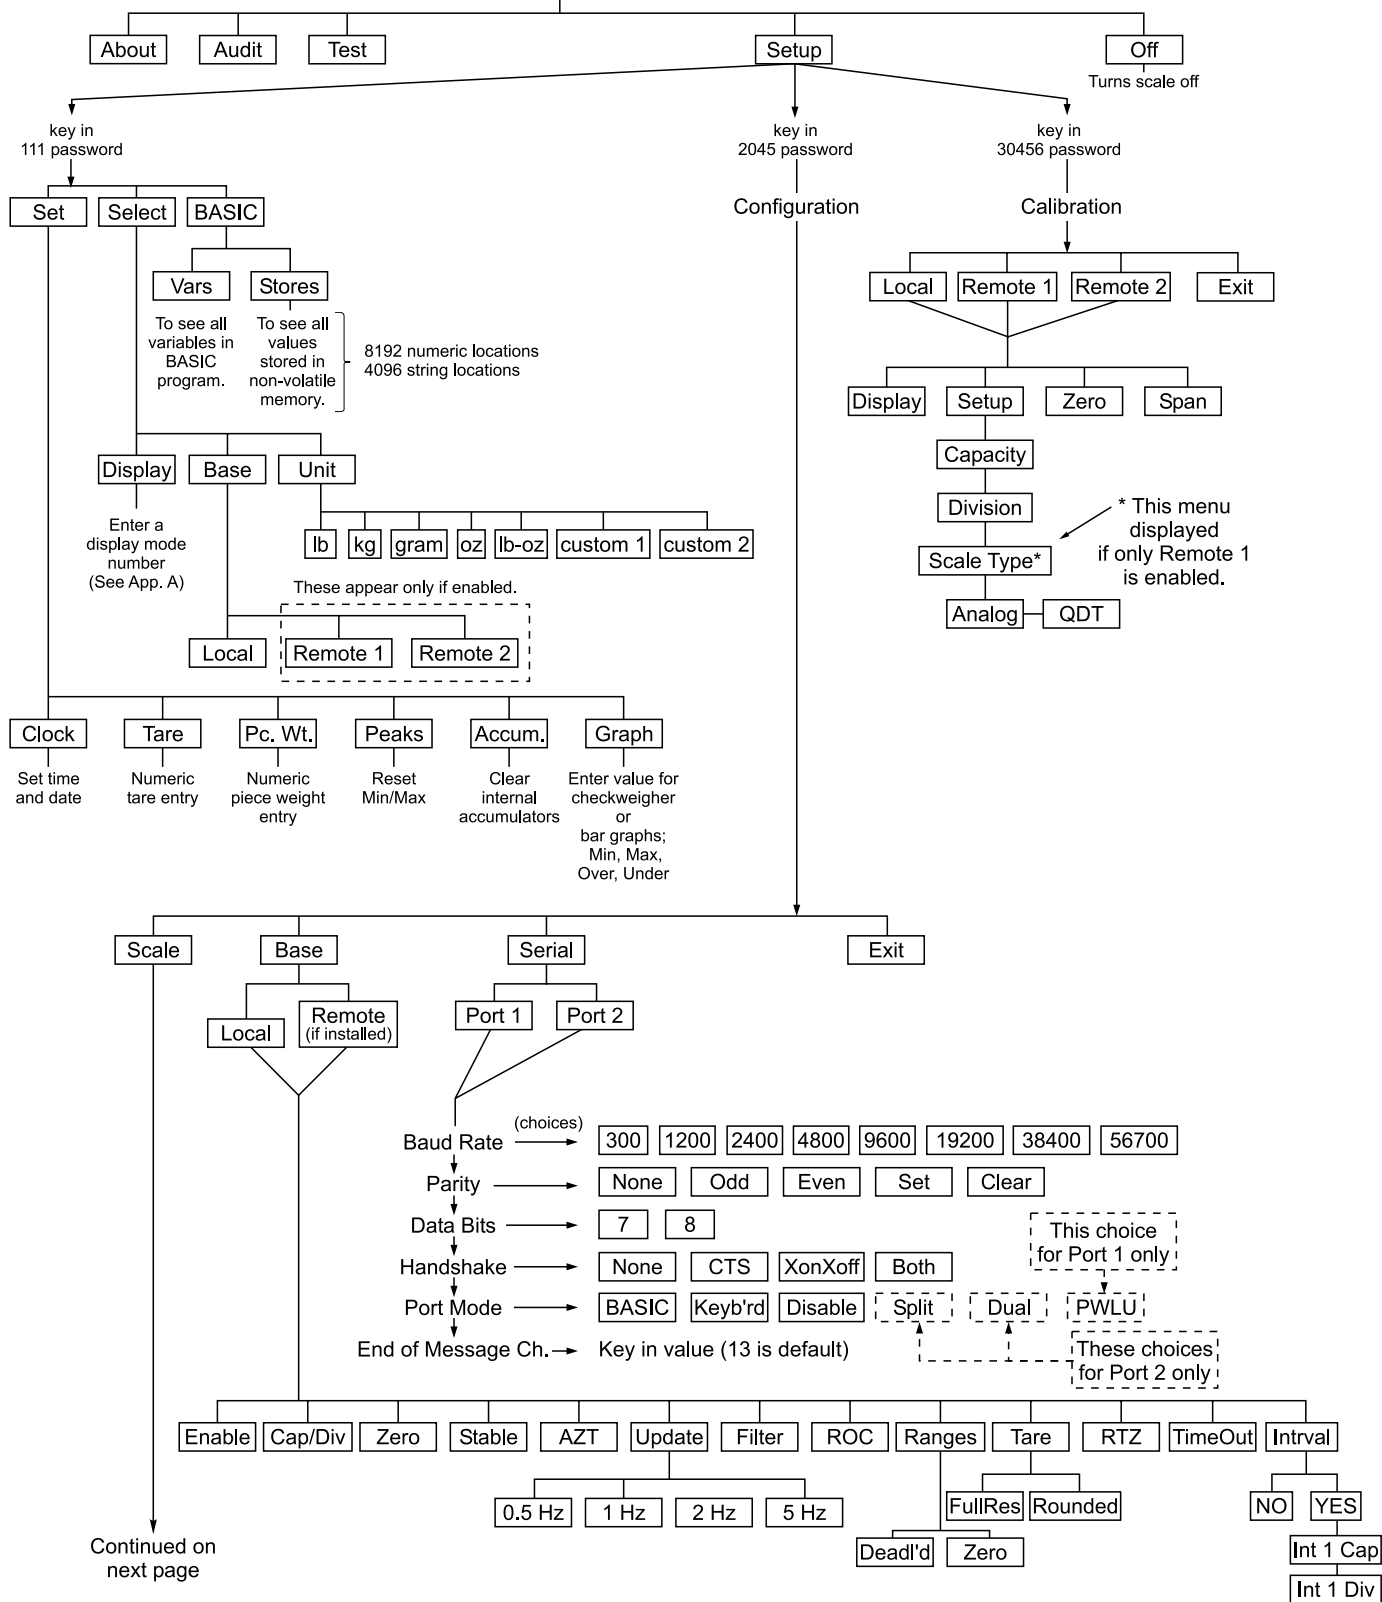 About
Audit
Test
Setup
Off
Turns scale off
key in
111 password
key in
2045 password
key in
30456 password
Set
Select
BASIC
Configuration
Calibration
Vars
Stores
To see all
variables in
BASIC
program.
To see all
values
stored in
non-volatile
memory.
8192 numeric locations
4096 string locations
Local
Remote 1
Remote 2
Exit
Display
Setup
Zero
Span
Capacity
Division
Scale Type*
Analog
QDT
* This menu
displayed
if only Remote 1
is enabled.
Display
Base
Unit
Enter a
display mode
number
(See App. A)
lb
kg
gram
oz
lb-oz
custom 1
custom 2
These appear only if enabled.
Local
Remote 1
Remote 2
Clock
Tare
Pc. Wt.
Peaks
Accum.
Graph
Set time
and date
Numeric
tare entry
Numeric
piece weight
entry
Reset
Min/Max
Clear
internal
accumulators
Enter value for
checkweigher
or
bar graphs;
Min, Max,
Over, Under
Scale
Base
Serial
Exit
Local
Remote
(if installed)
Port 1
Port 2
Baud Rate
(choices)
300
1200
2400
4800
9600
19200
38400
56700
Parity
None
Odd
Even
Set
Clear
Data Bits
7
8
This choice
for Port 1 only
Handshake
None
CTS
XonXoff
Both
Port Mode
BASIC
Keyb'rd
Disable
Split
Dual
PWLU
End of Message Ch.
Key in value (13 is default)
These choices
for Port 2 only
Enable
Cap/Div
Zero
Stable
AZT
Update
Filter
ROC
Ranges
Tare
RTZ
TimeOut
Intrval
0.5 Hz
1 Hz
2 Hz
5 Hz
FullRes
Rounded
NO
YES
Deadl'd
Zero
Int 1 Cap
Int 1 Div
Continued on
next page